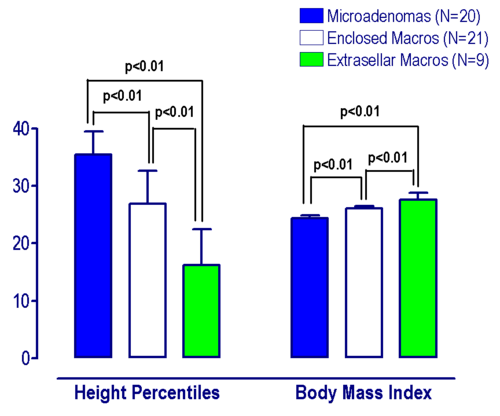 Microadenomas (N=20)
Enclosed Macros (N=21)
Extrasellar Macros (N=9)
p<0.01
p<0.01
p<0.01
p<0.01
p<0.01
p<0.01
40
30
20
10
0
Height Percentiles
Body Mass Index